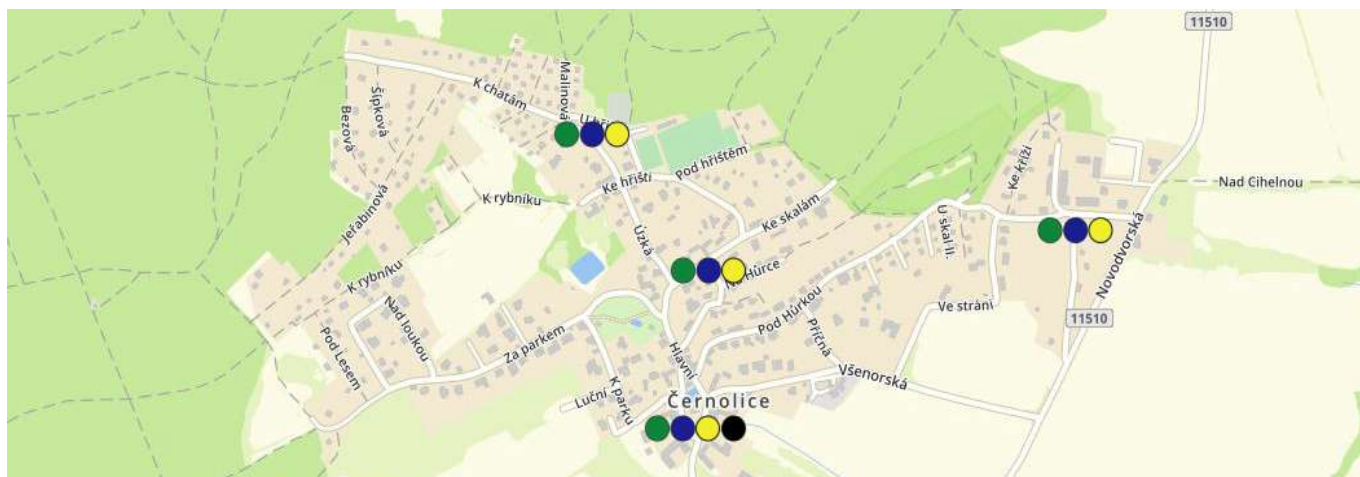 11510
K chatám
Malinová
Šípková
Bezová
U hři
Pod hřištěm
Ke hřišti
Ke kříži
Nad Cihelnou
K rybníku
Jeřabinová
Ke skalám
U skal II.
Úzká
Novodvorská
K rybníku
Na Hůrce
Nad loukou
Pod Hůrkou
Ve stráni
11510
Pod Lesem
Za parkem
Hlavní
Příčná
Všenorská
K parku
Luční
Černolice